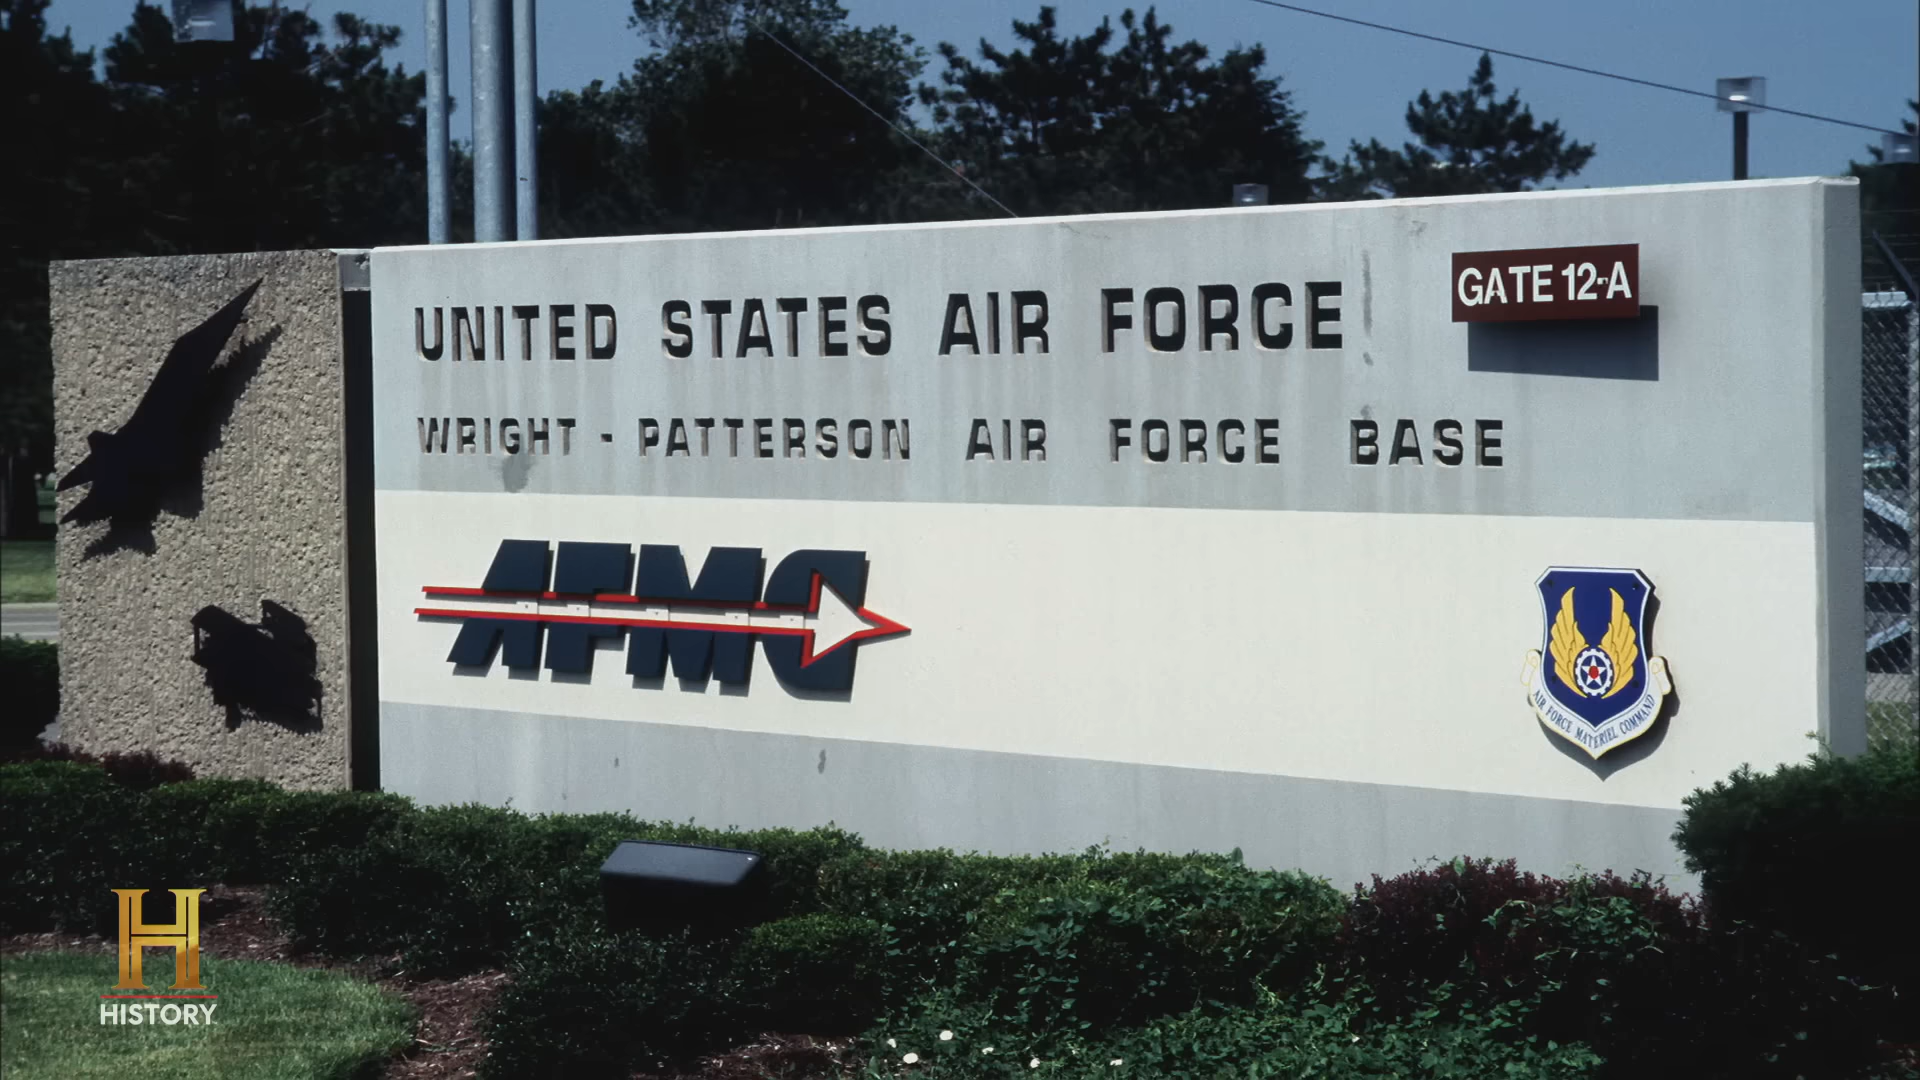 UNITED STATES AIR FORCE
GATE 12-A
WRIGHT - PATTERSON AIR FORCE BASE
AFMC
AIR FORCE MATERIEL COMMAND
H
HISTORY